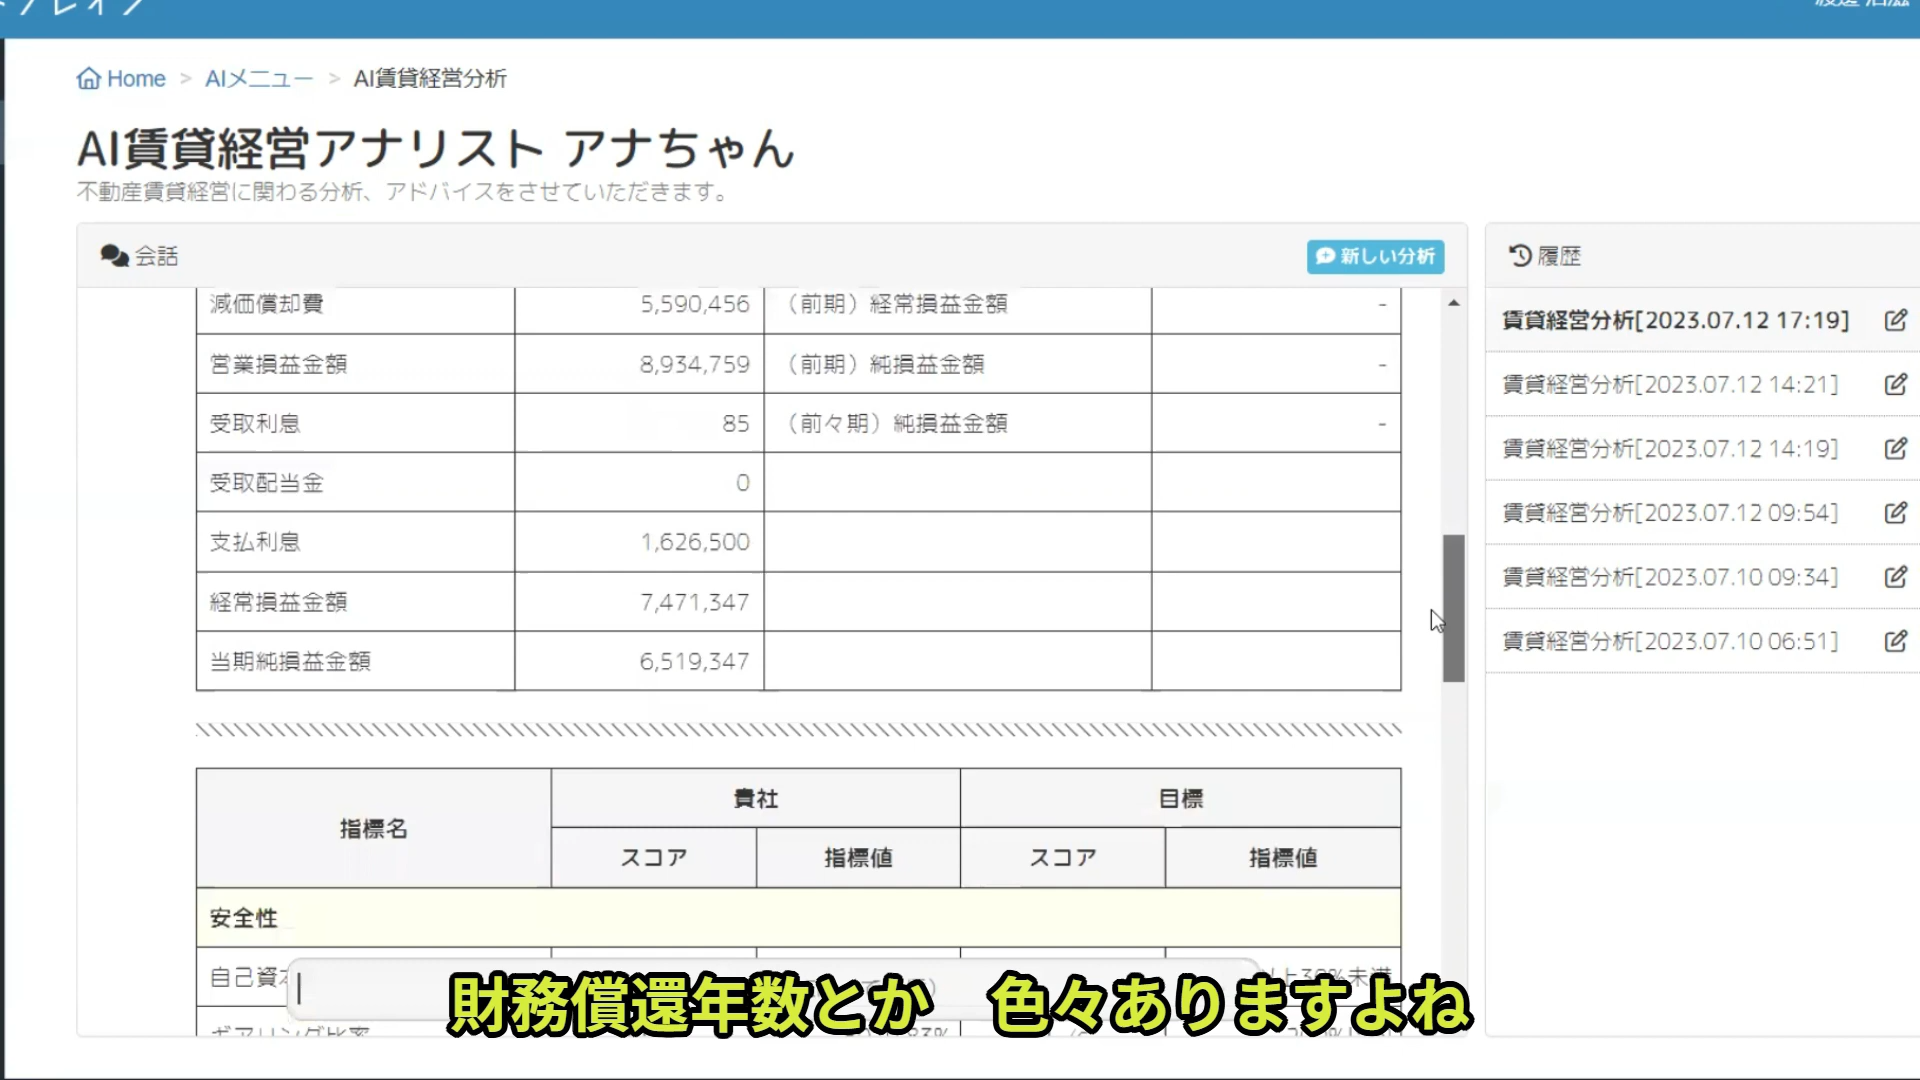 Home > AIメニュー > AI賃貸経営分析
AI賃貸経営アナリスト アナちゃん
不動産賃貸経営に関わる分析、アドバイスをさせていただきます。
会話
新しい分析
減価償却費 5,590,456 （前期）経常損益金額 -
営業損益金額 8,934,759 （前期）純損益金額 -
受取利息 85 （前々期）純損益金額 -
受取配当金 0
支払利息 1,626,500
経常損益金額 7,471,347
当期純損益金額 6,519,347
指標名 貴社 目標
スコア 指標値 スコア 指標値
安全性
自己資
財務償還年数とか 色々ありますよね
履歴
賃貸経営分析[2023.07.12 17:19]
賃貸経営分析[2023.07.12 14:21]
賃貸経営分析[2023.07.12 14:19]
賃貸経営分析[2023.07.12 09:54]
賃貸経営分析[2023.07.10 09:34]
賃貸経営分析[2023.07.10 06:51]